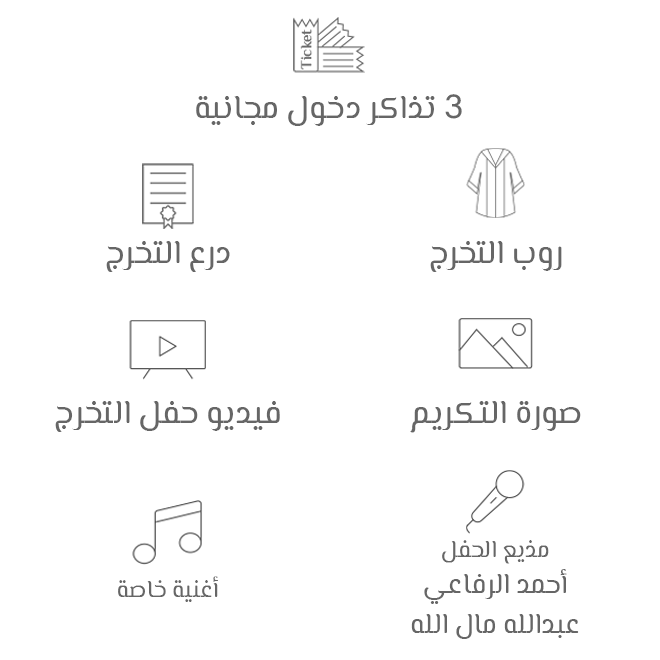 Ticket
3 تذاكر دخول مجانية
روب التخرج
درع التخرج
صورة التكريم
فيديو حفل التخرج
مذيع الحفل
أحمد الرفاعي
عبدالله مال الله
أغنية خاصة